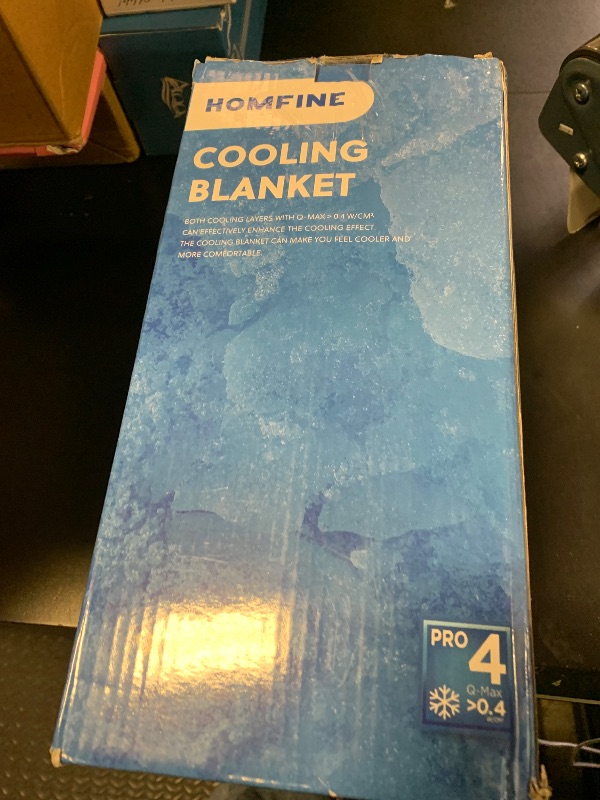 HOMFINE
COOLING
BLANKET
BOTH COOLING LAYERS WITH Q-MAX > 0.4 W/CM²
CAN EFFECTIVELY ENHANCE THE COOLING EFFECT.
THE COOLING BLANKET CAN MAKE YOU FEEL COOLER AND
MORE COMFORTABLE.
PRO 4
Q-Max
>0.4
W/CM²